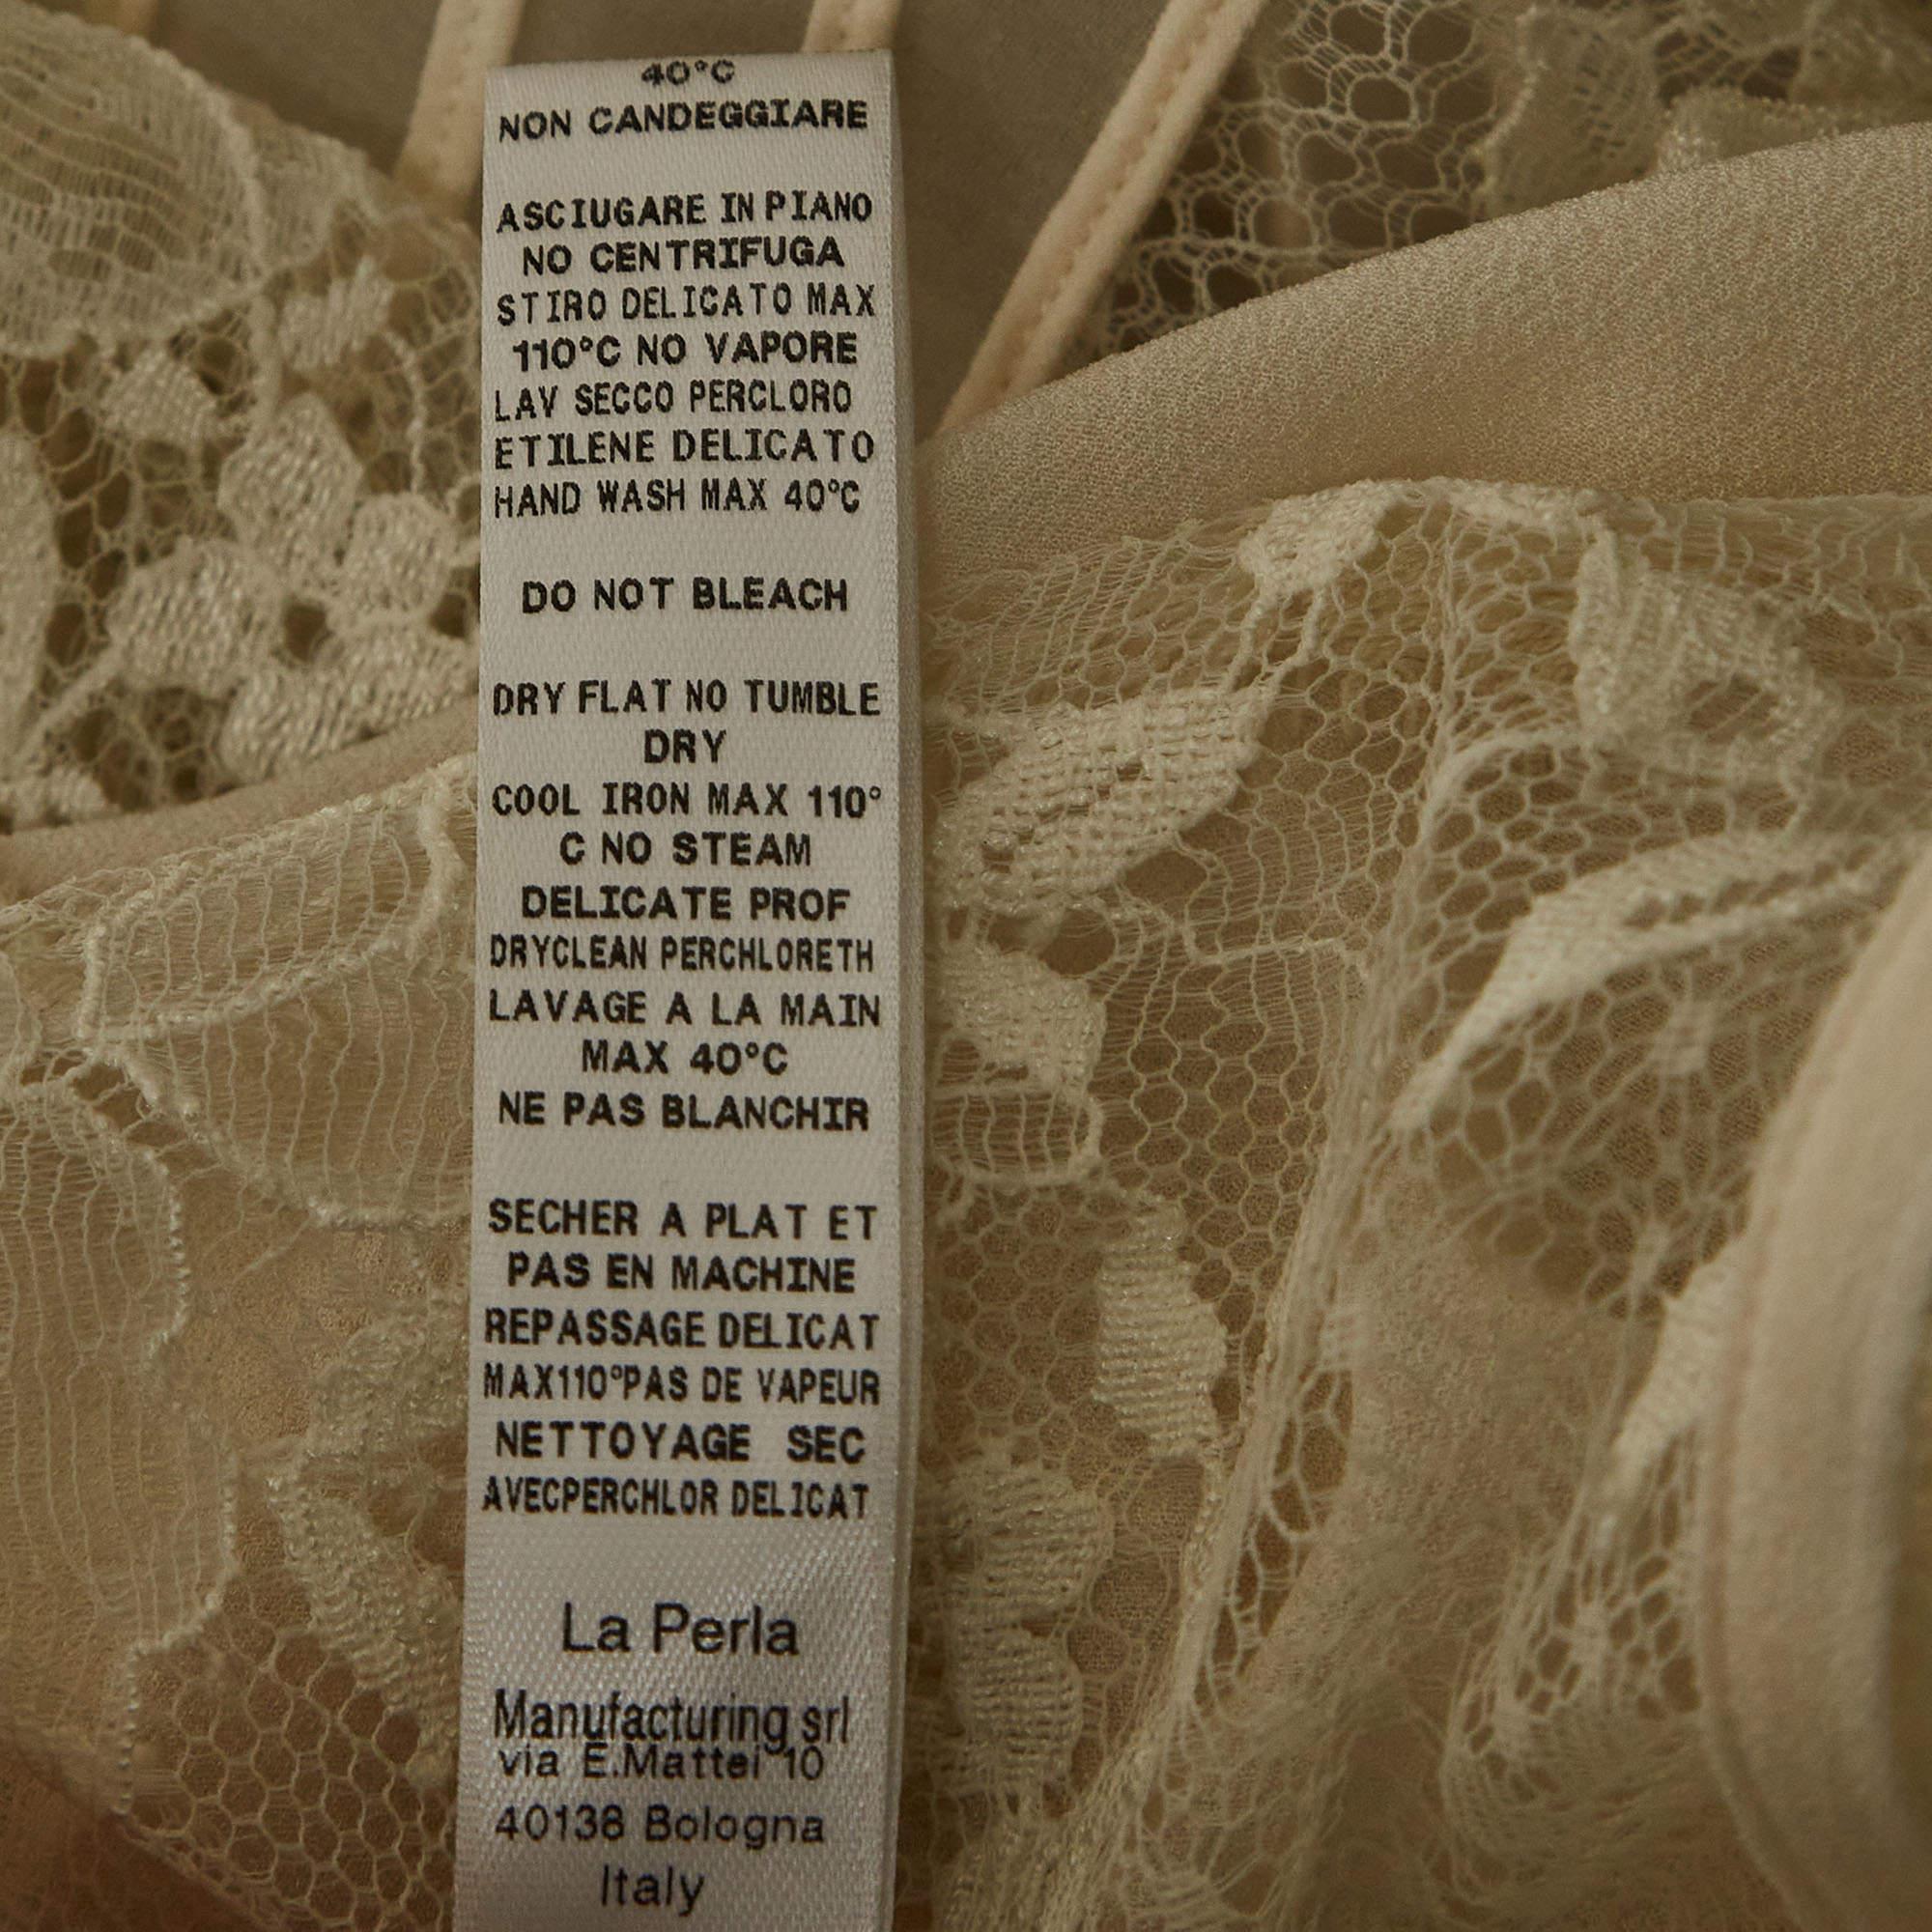 40°C
NON CANDEGGIARE
ASCIUGARE IN PIANO
NO CENTRIFUGA
STIRO DELICATO MAX
110°C NO VAPORE
LAV SECCO PERCLORO
ETILENE DELICATO
HAND WASH MAX 40°C
DO NOT BLEACH
DRY FLAT NO TUMBLE
DRY
COOL IRON MAX 110°
C NO STEAM
DELICATE PROF
DRYCLEAN PERCHLORETH
LAVAGE A LA MAIN
MAX 40°C
NE PAS BLANCHIR
SECHER A PLAT ET
PAS EN MACHINE
REPASSAGE DELICAT
MAX110°PAS DE VAPEUR
NETTOYAGE SEC
AVECPERCHLOR DELICAT
La Perla
Manufacturing srl
via E.Mattei 10
40138 Bologna
Italy